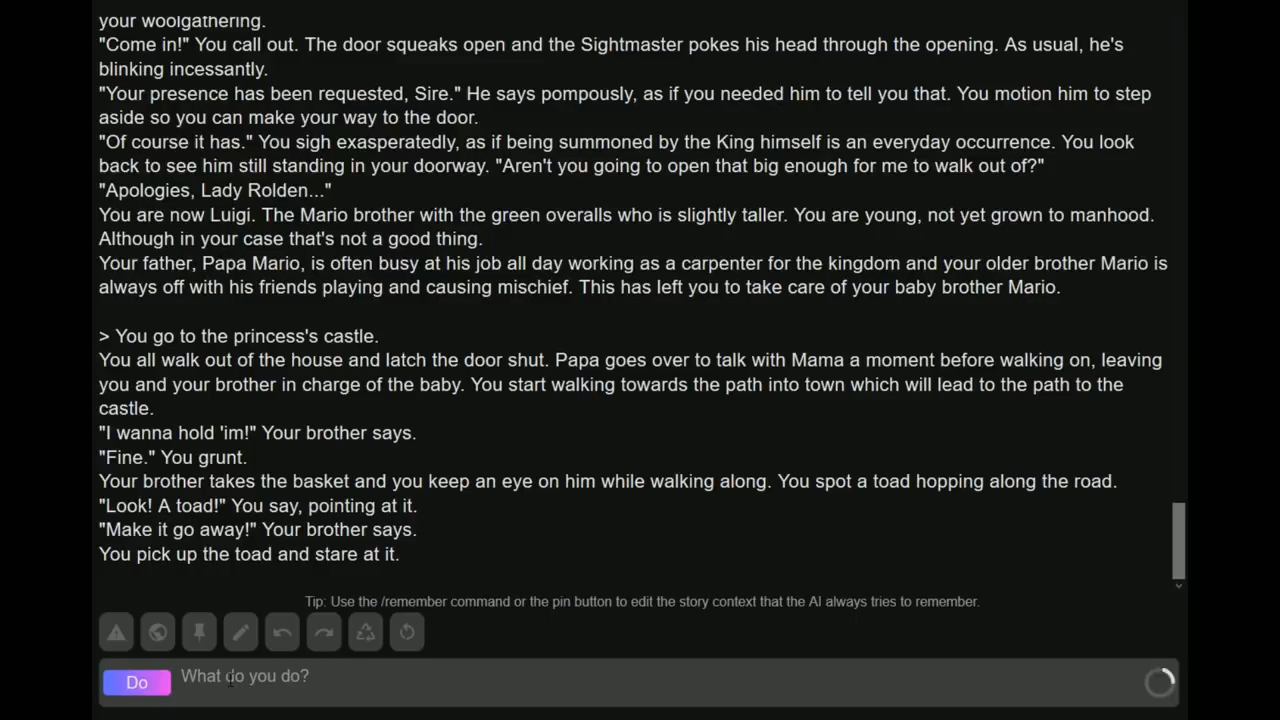 your woolgathering.
"Come in!" You call out. The door squeaks open and the Sightmaster pokes his head through the opening. As usual, he's
blinking incessantly.
"Your presence has been requested, Sire." He says pompously, as if you needed him to tell you that. You motion him to step
aside so you can make your way to the door.
"Of course it has." You sigh exasperatedly, as if being summoned by the King himself is an everyday occurrence. You look
back to see him still standing in your doorway. "Aren't you going to open that big enough for me to walk out of?"
"Apologies, Lady Rolden..."
You are now Luigi. The Mario brother with the green overalls who is slightly taller. You are young, not yet grown to manhood.
Although in your case that's not a good thing.
Your father, Papa Mario, is often busy at his job all day working as a carpenter for the kingdom and your older brother Mario is
always off with his friends playing and causing mischief. This has left you to take care of your baby brother Mario.
> You go to the princess's castle.
You all walk out of the house and latch the door shut. Papa goes over to talk with Mama a moment before walking on, leaving
you and your brother in charge of the baby. You start walking towards the path into town which will lead to the path to the
castle.
"I wanna hold 'im!" Your brother says.
"Fine." You grunt.
Your brother takes the basket and you keep an eye on him while walking along. You spot a toad hopping along the road.
"Look! A toad!" You say, pointing at it.
"Make it go away!" Your brother says.
You pick up the toad and stare at it.
Tip: Use the /remember command or the pin button to edit the story context that the AI always tries to remember.
Do What do you do?